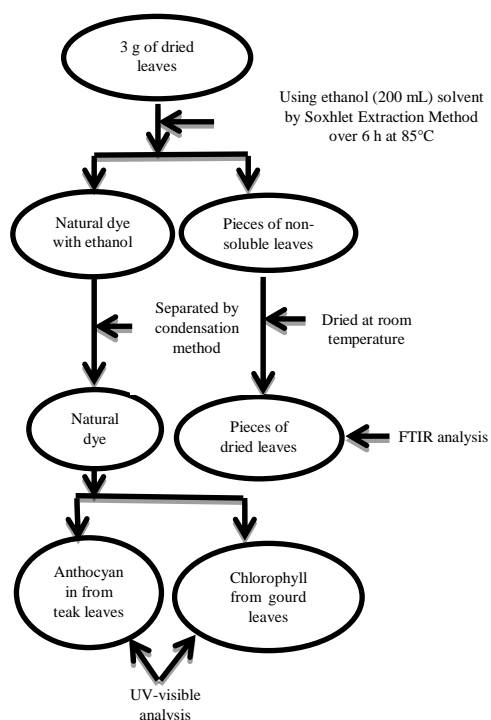 3 g of dried
leaves
Using ethanol (200 mL) solvent
by Soxhlet Extraction Method
over 6 h at 85°C
Natural dye
with ethanol
Pieces of non-
soluble leaves
Separated by
condensation
method
Dried at room
temperature
Natural
dye
Pieces of
dried leaves
FTIR analysis
Anthocyan
in from
teak leaves
Chlorophyll
from gourd
leaves
UV-visible
analysis